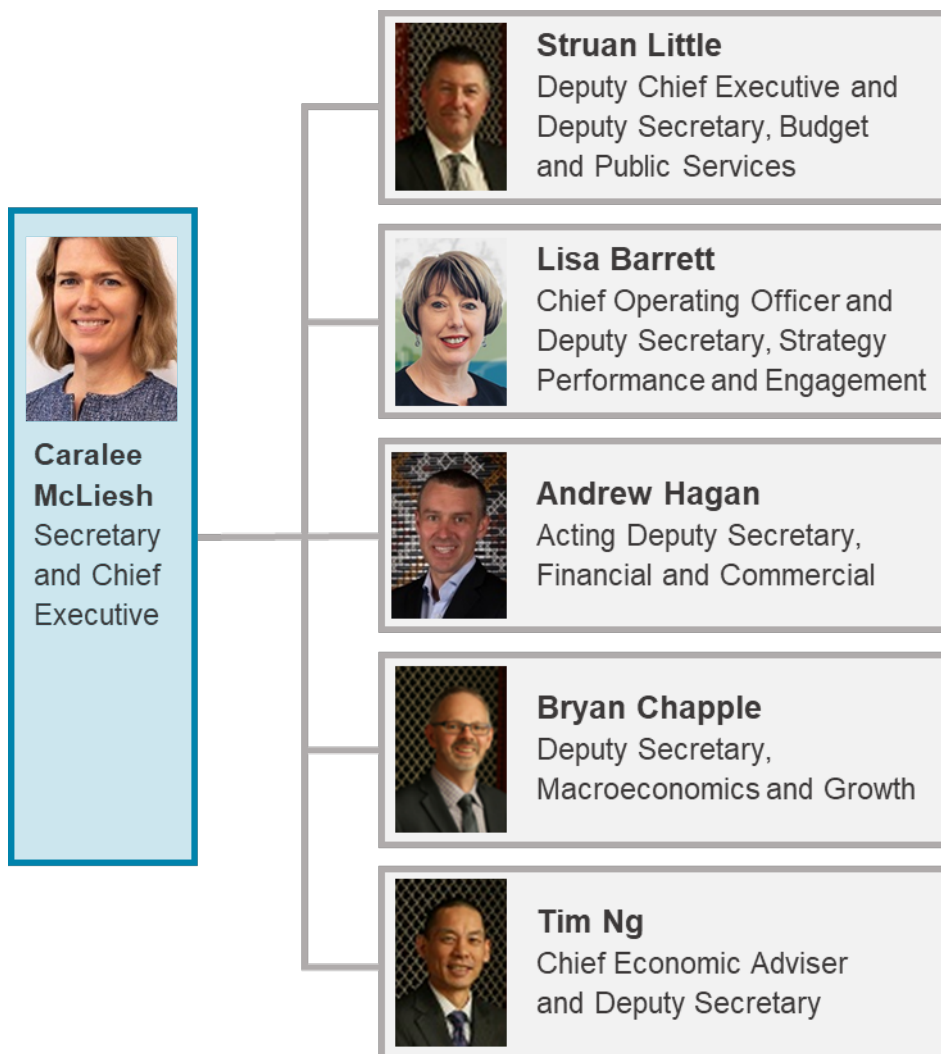 Caralee
McLiesh
Secretary
and Chief
Executive
Struan Little
Deputy Chief Executive and
Deputy Secretary, Budget
and Public Services
Lisa Barrett
Chief Operating Officer and
Deputy Secretary, Strategy
Performance and Engagement
Andrew Hagan
Acting Deputy Secretary,
Financial and Commercial
Bryan Chapple
Deputy Secretary,
Macroeconomics and Growth
Tim Ng
Chief Economic Adviser
and Deputy Secretary